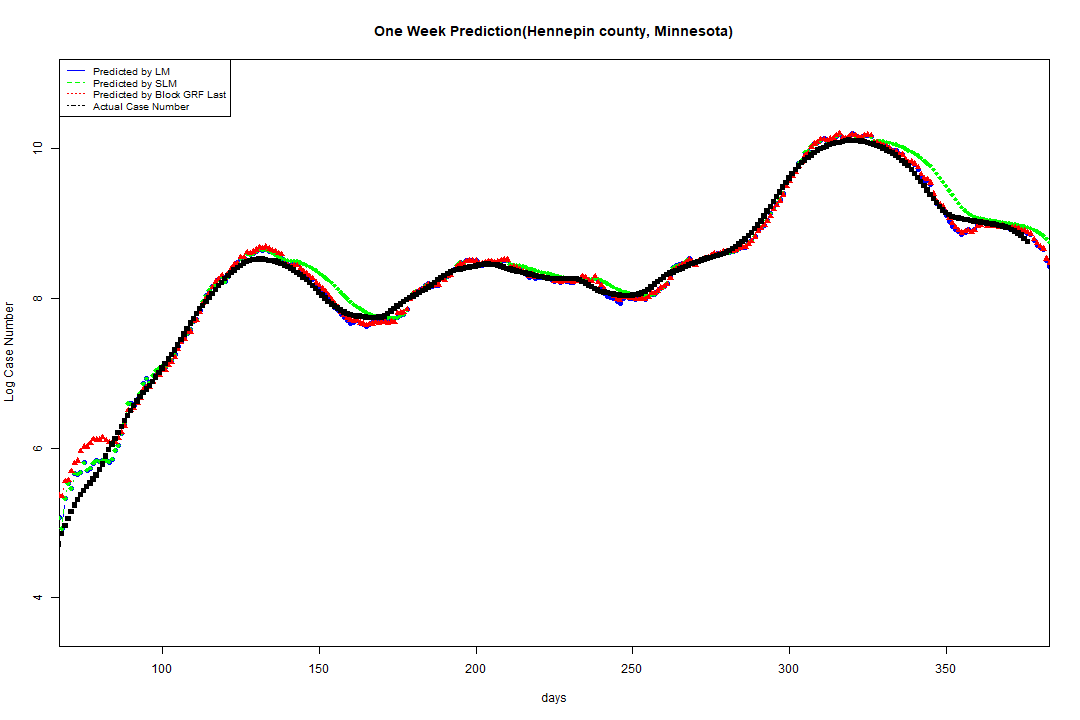 One Week Prediction(Hennepin county, Minnesota)
Predicted by LM
Predicted by SLM
Predicted by Block GRF Last
Actual Case Number
10
8
6
4
Log Case Number
100 150 200 250 300 350
days